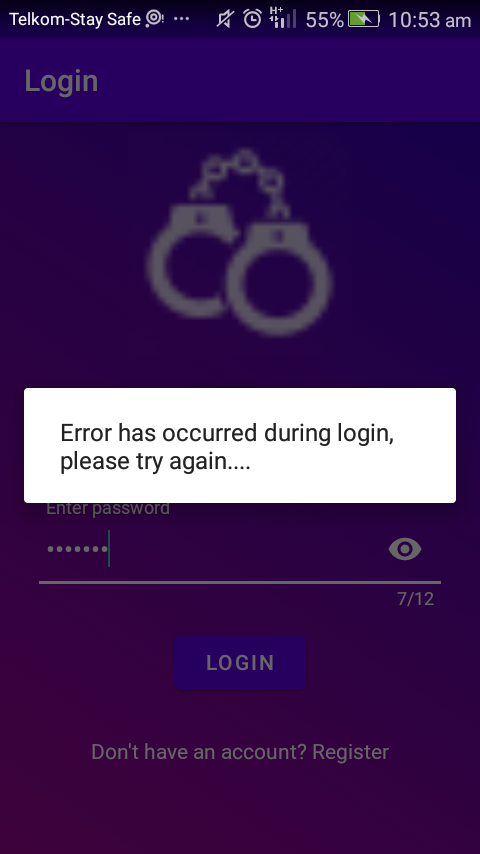 Telkom-Stay Safe 55% 10:53 am
H+
Login
Error has occurred during login,
please try again....
Enter password
•••••••
7/12
LOGIN
Don't have an account? Register